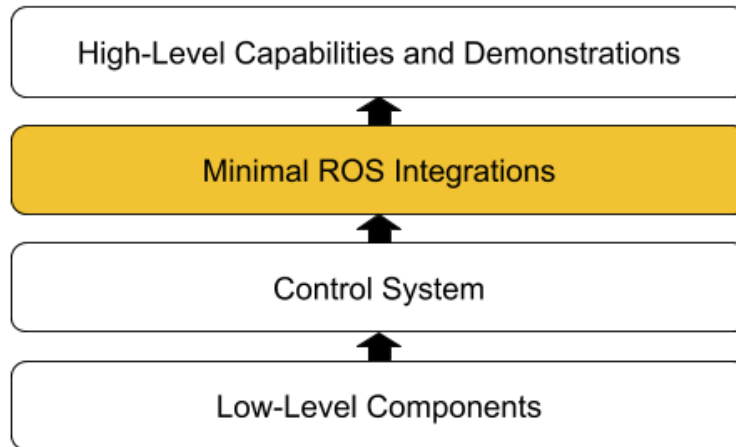 High-Level Capabilities and Demonstrations
Minimal ROS Integrations
Control System
Low-Level Components